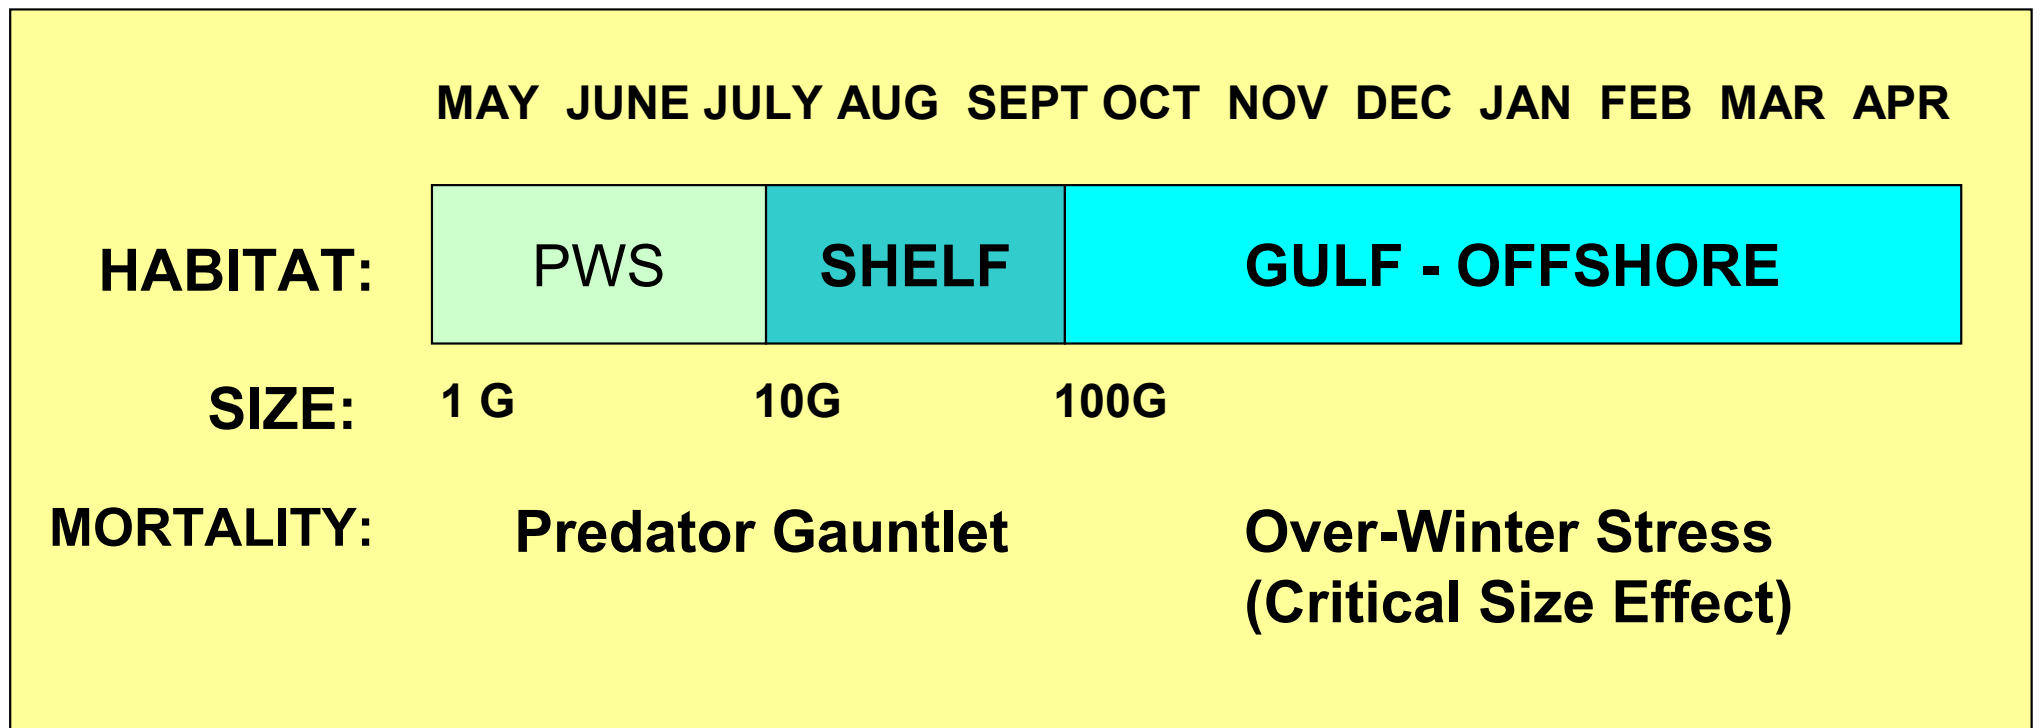 MAY JUNE JULY AUG SEPT OCT NOV DEC JAN FEB MAR APR
HABITAT: PWS SHELF GULF - OFFSHORE
SIZE: 1 G 10G 100G
MORTALITY: Predator Gauntlet Over-Winter Stress
(Critical Size Effect)